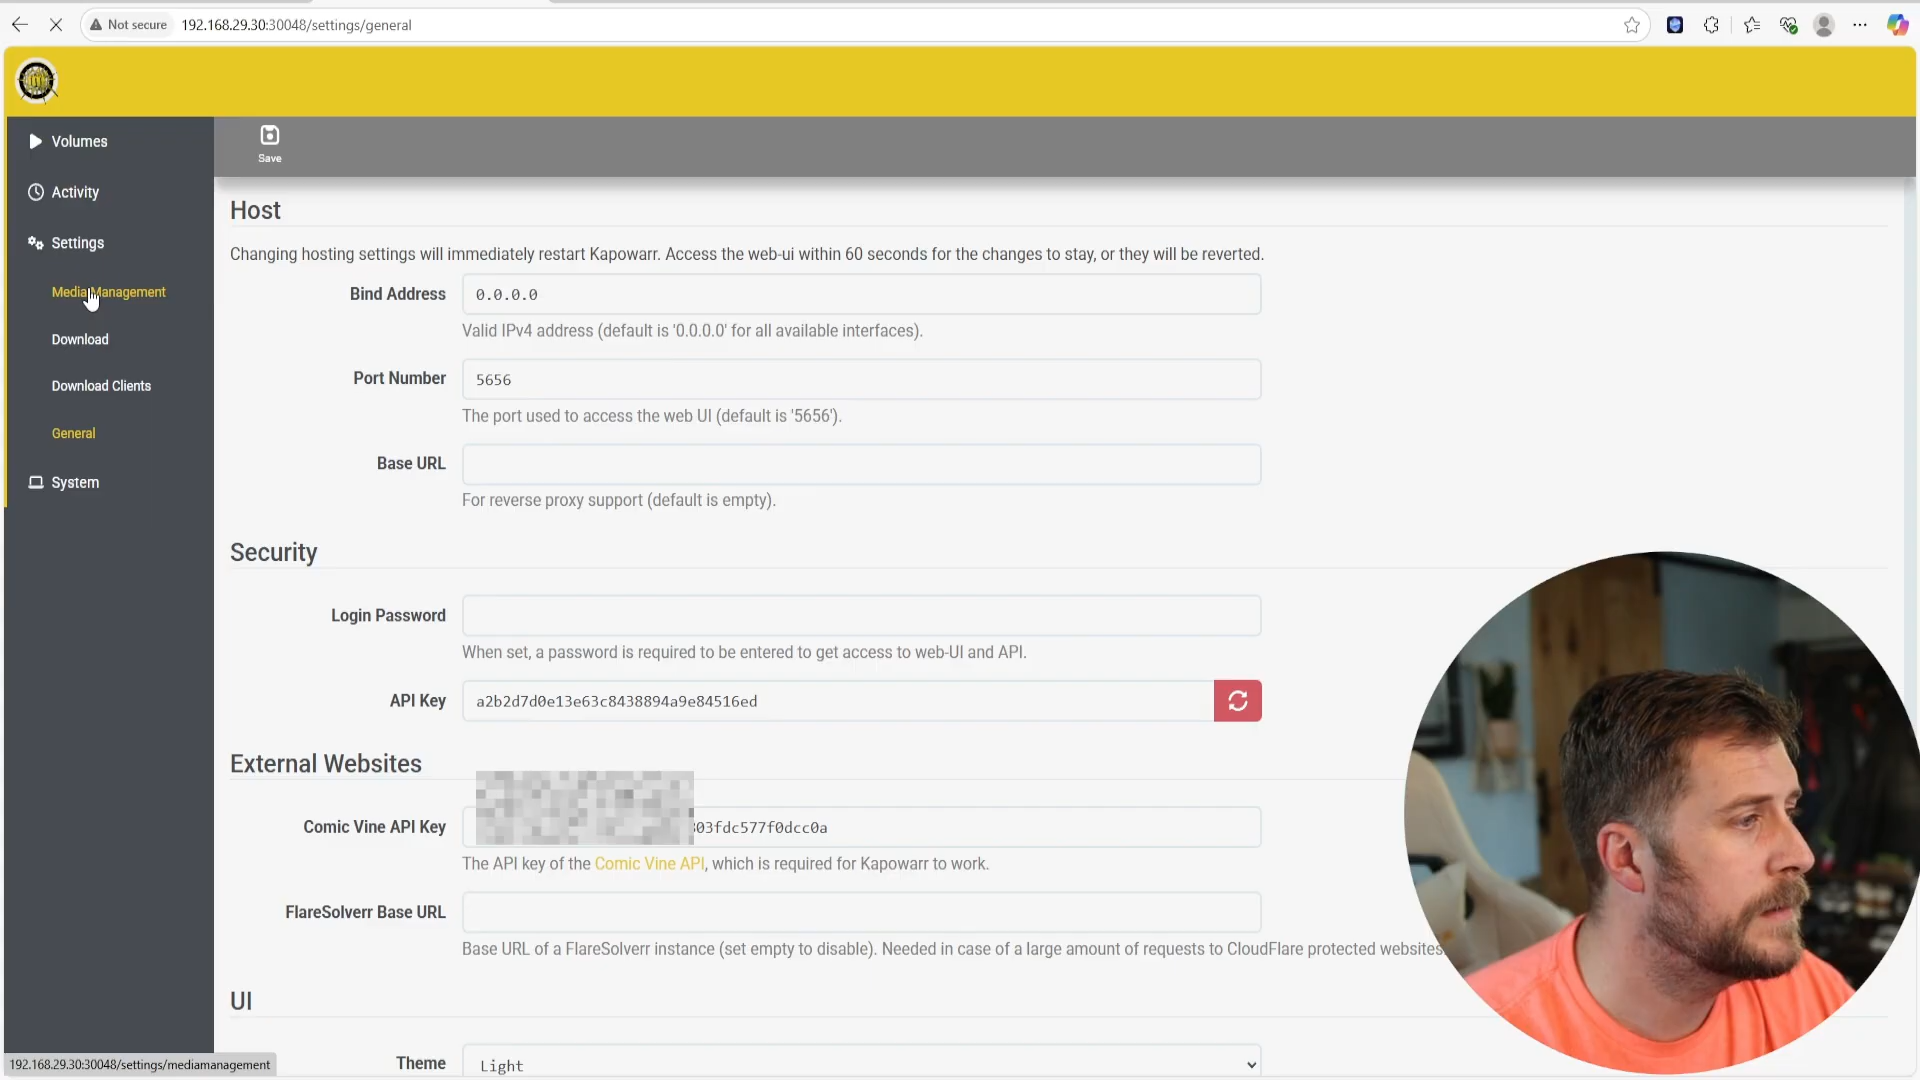 Not secure
192.168.29.30:30048/settings/general
Volumes
Activity
Settings
Media Management
Download
Download Clients
General
System
Save
Host
Changing hosting settings will immediately restart Kapowarr. Access the web-ui within 60 seconds for the changes to stay, or they will be reverted.
Bind Address
0.0.0.0
Valid IPv4 address (default is '0.0.0.0' for all available interfaces).
Port Number
5656
The port used to access the web UI (default is '5656').
Base URL
For reverse proxy support (default is empty).
Security
Login Password
When set, a password is required to be entered to get access to web-UI and API.
API Key
a2b2d7d0e13e63c8438894a9e84516ed
External Websites
Comic Vine API Key
03fdc577f0dcc0a
The API key of the Comic Vine API, which is required for Kapowarr to work.
FlareSolverr Base URL
Base URL of a FlareSolverr instance (set empty to disable). Needed in case of a large amount of requests to CloudFlare protected websites
UI
Theme
Light
192.168.29.30:30048/settings/mediamanagement